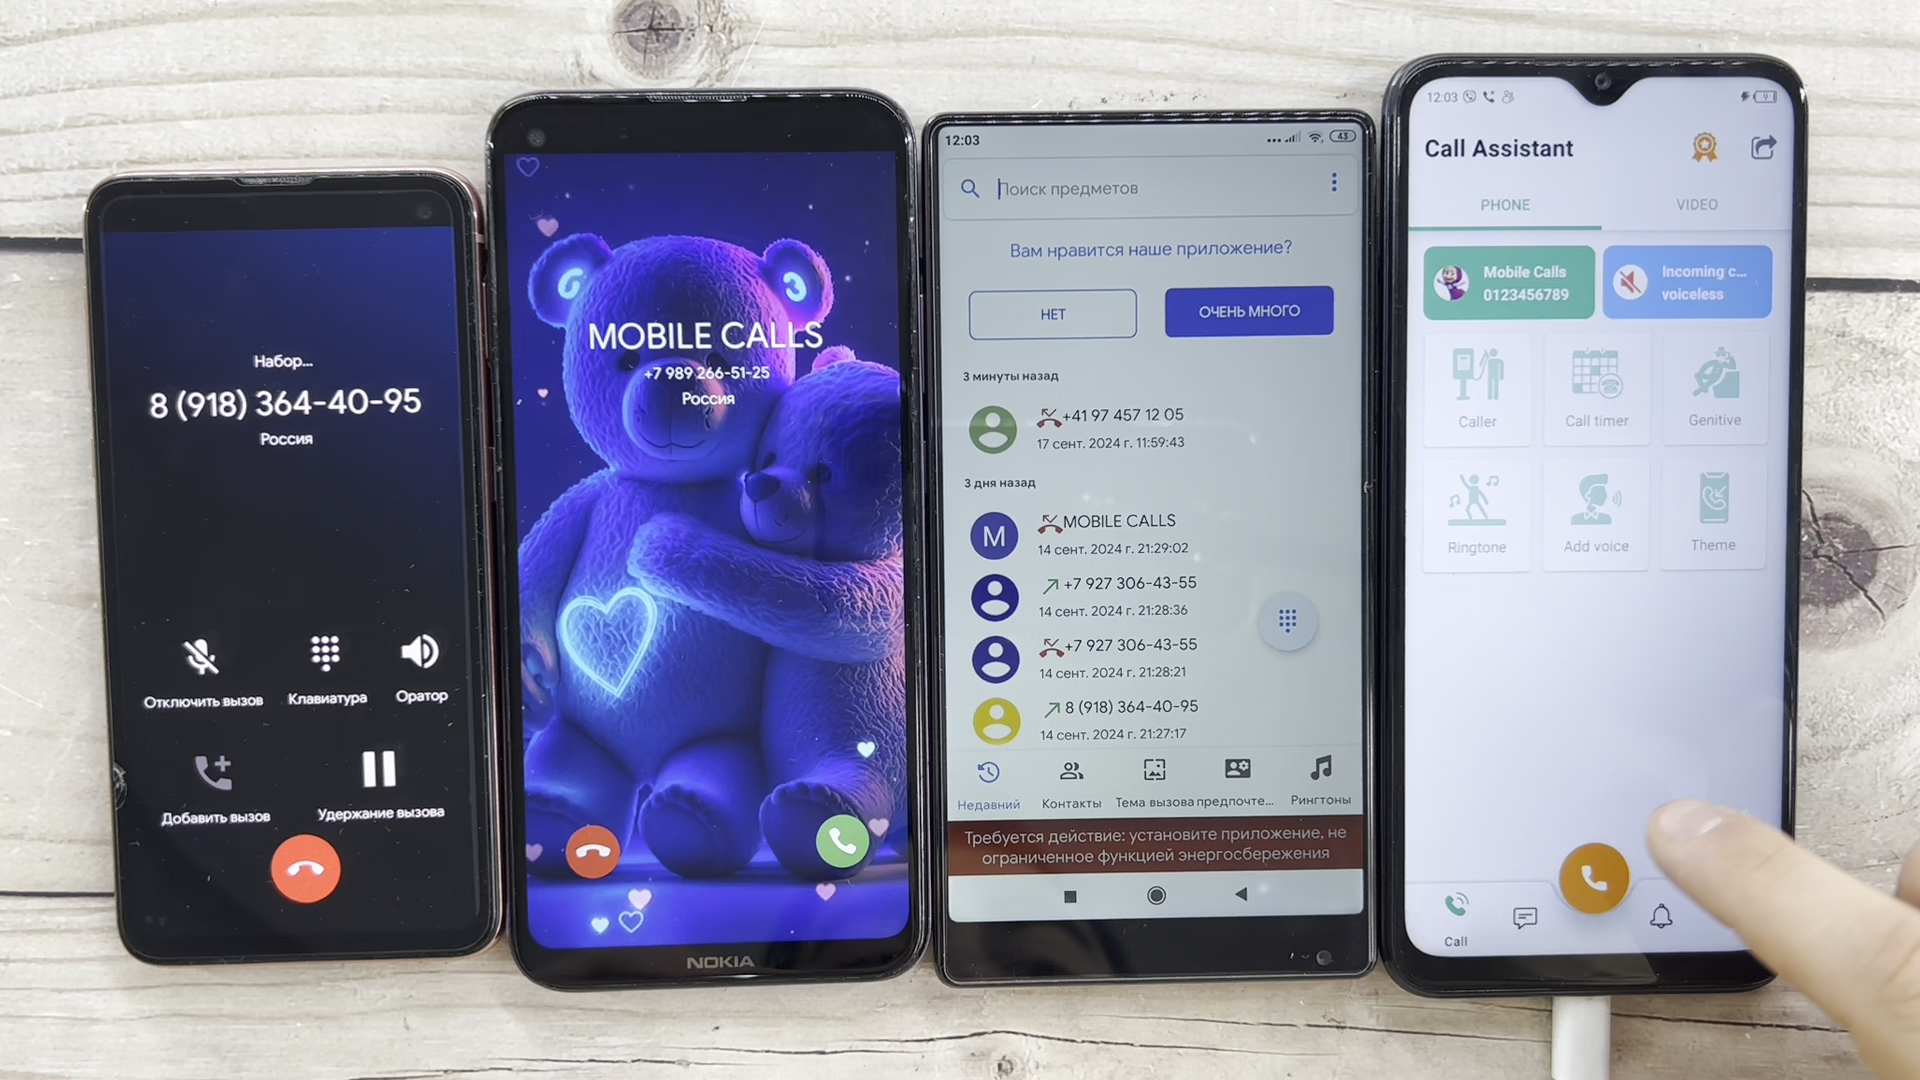 Набор...
8 (918) 364-40-95
Россия
Отключить вызов
Клавиатура
Оратор
Добавить вызов
Удержание вызова
6 3
MOBILE CALLS
+7 989 266-51-25
Россия
NOKIA
12:03
43
Поиск предметов
Вам нравится наше приложение?
НЕТ
ОЧЕНЬ МНОГО
3 минуты назад
+41 97 457 12 05
17 сент. 2024 г. 11:59:43
3 дня назад
M
MOBILE CALLS
14 сент. 2024 г. 21:29:02
+7 927 306-43-55
14 сент. 2024 г. 21:28:36
+7 927 306-43-55
14 сент. 2024 г. 21:28:21
8 (918) 364-40-95
14 сент. 2024 г. 21:27:17
Недавний
Контакты
Тема вызова
предпочте...
Рингтоны
Требуется действие: установите приложение, не
ограниченное функцией энергосбережения
12:03
9
Call Assistant
PHONE
VIDEO
Mobile Calls
0123456789
Incoming c...
voiceless
Caller
Call timer
Genitive
Ringtone
Add voice
Theme
Call